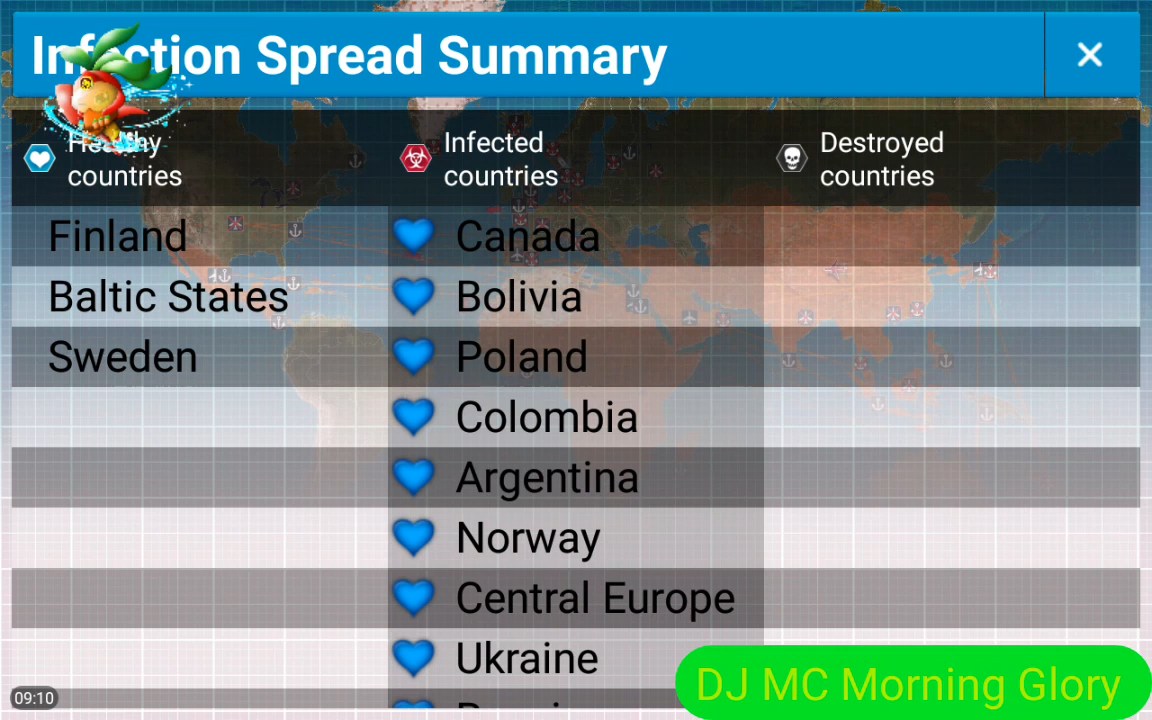 Infection Spread Summary
Healthy
countries
Infected
countries
Destroyed
countries
Finland
Canada
Baltic States
Bolivia
Sweden
Poland
Colombia
Argentina
Norway
Central Europe
Ukraine
DJ MC Morning Glory
09:10